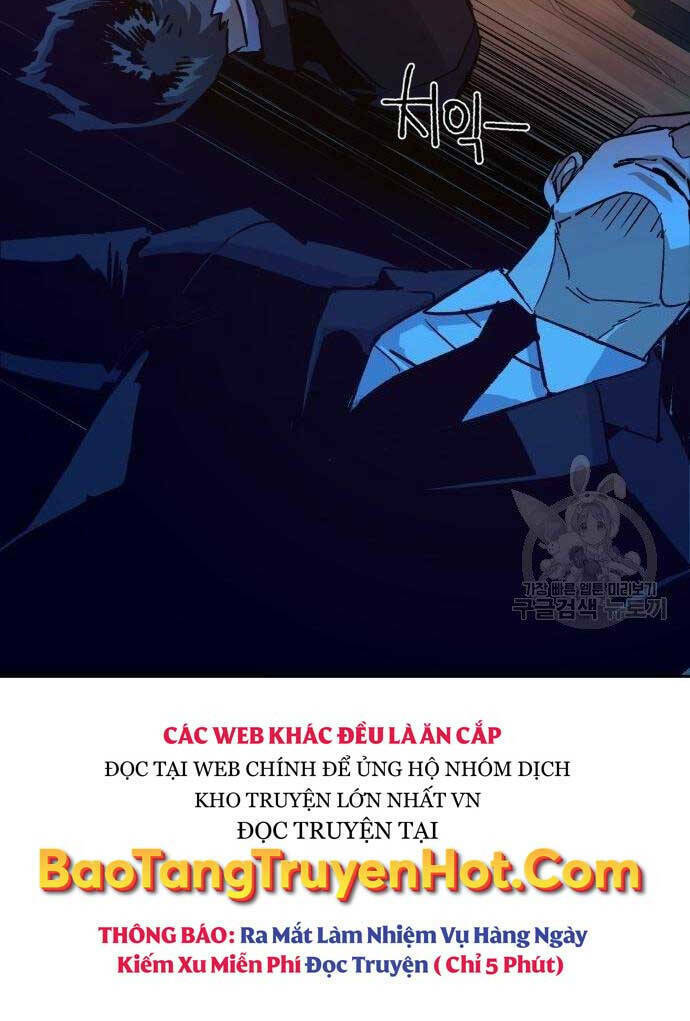 치익-
가장 빠른 웹툰 미리보기
구글검색 뉴토끼
CÁC WEB KHÁC ĐỀU LÀ ĂN CẮP
ĐỌC TẠI WEB CHÍNH ĐỂ ỦNG HỘ NHÓM DỊCH
KHO TRUYỆN LỚN NHẤT VN
ĐỌC TRUYỆN TẠI
BaoTangTruyenHot.Com
THÔNG BÁO: Ra Mắt Làm Nhiệm Vụ Hàng Ngày
Kiếm Xu Miễn Phí Đọc Truyện ( Chỉ 5 Phút)